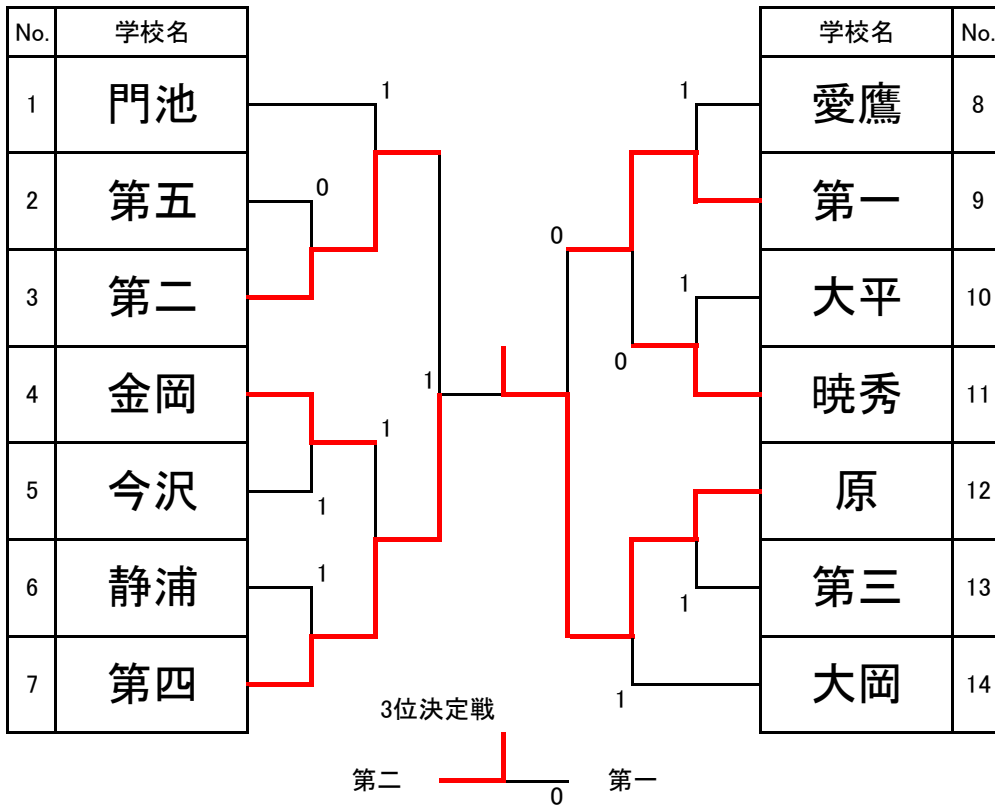 No. 学校名
1 門池
2 第五
3 第二
4 金岡
5 今沢
6 静浦
7 第四
1
0
1
1
1
1
学校名 No.
愛鷹 8
第一 9
大平 10
暁秀 11
原 12
第三 13
大岡 14
1
0
1
0
1
1
3位決定戦
第二 0 第一